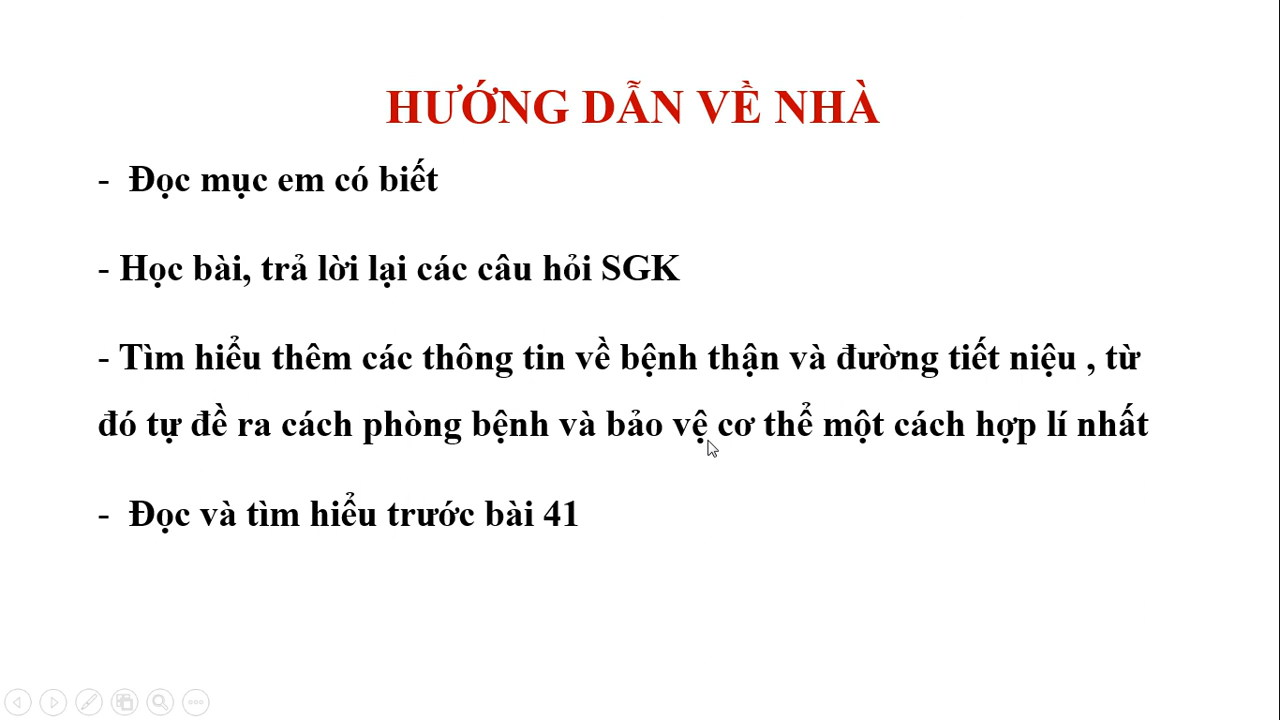 HƯỚNG DẪN VỀ NHÀ
- Đọc mục em có biết
- Học bài, trả lời lại các câu hỏi SGK
- Tìm hiểu thêm các thông tin về bệnh thận và đường tiết niệu , từ
đó tự đề ra cách phòng bệnh và bảo vệ cơ thể một cách hợp lí nhất
- Đọc và tìm hiểu trước bài 41